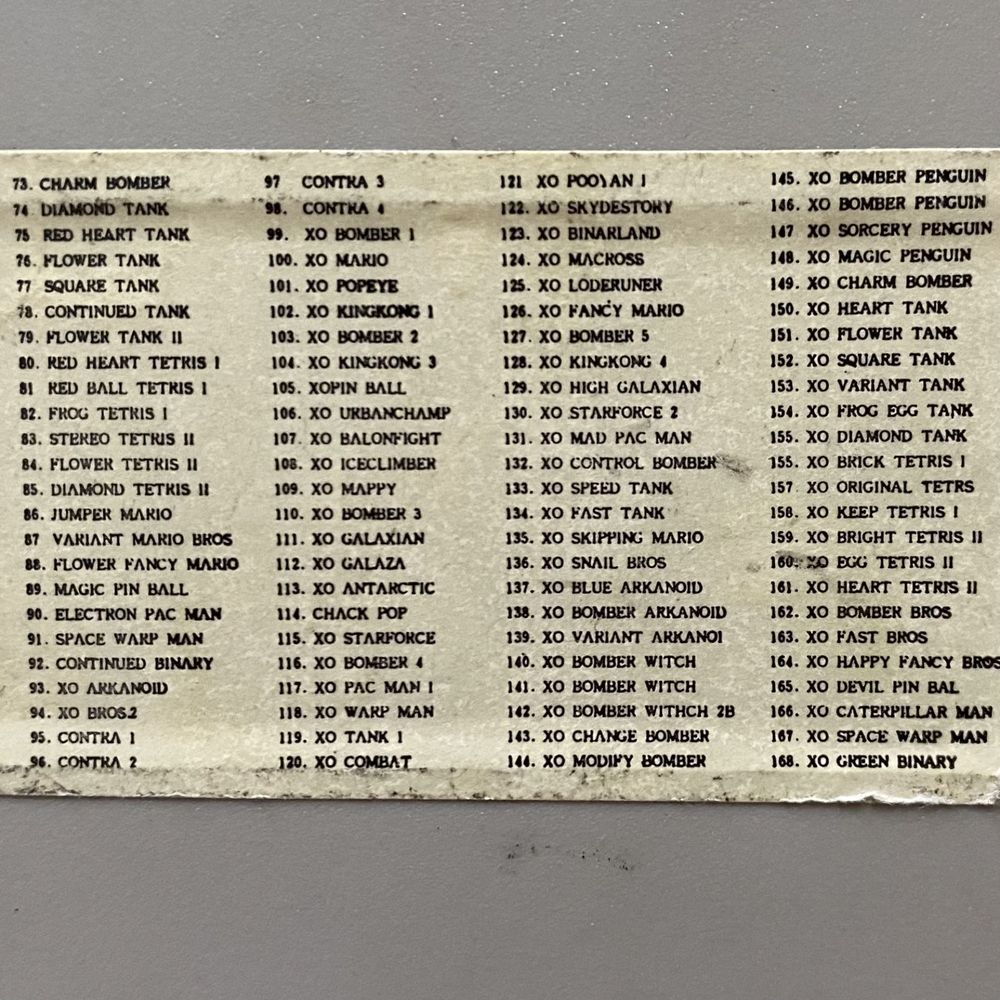 73. CHARM BOMBER
74 DIAMOND TANK
75 RED HEART TANK
76. FLOWER TANK
77 SQUARE TANK
78. CONTINUED TANK
79. FLOWER TANK II
80. RED HEART TETRIS I
81 RED BALL TETRIS I
82. FROG TETRIS I
83. STEREO TETRIS II
84. FLOWER TETRIS II
85. DIAMOND TETRIS II
86. JUMPER MARIO
87 VARIANT MARIO BROS
88. FLOWER FANCY MARIO
89. MAGIC PIN BALL
90. ELECTRON PAC MAN
91. SPACE WARP MAN
92. CONTINUED BINARY
93. XO ARKANOID
94. XO BROS.2
95. CONTRA 1
96. CONTRA 2
97 CONTRA 3
98. CONTRA 4
99. XO BOMBER 1
100. XO MARIO
101. XO POPEYE
102. XO KINGKONG 1
103. XO BOMBER 2
104. XO KINGKONG 3
105. XOPIN BALL
106. XO URBANCHAMP
107. XO BALONFIGHT
108. XO ICECLIMBER
109. XO MAPPY
110. XO BOMBER 3
111. XO GALAXIAN
112. XO GALAZA
113. XO ANTARCTIC
114. CHACK POP
115. XO STARFORCE
116. XO BOMBER 4
117. XO PAC MAN I
118. XO WARP MAN
119. XO TANK 1
120. XO COMBAT
121 XO POOYAN I
122. XO SKYDESTORY
123. XO BINARLAND
124. XO MACROSS
125. XO LODERUNER
126. XO FANCY MARIO
127. XO BOMBER 5
128. XO KINGKONG 4
129. XO HIGH GALAXIAN
130. XO STARFORCE 2
131. XO MAD PAC MAN
132. XO CONTROL BOMBER
133. XO SPEED TANK
134. XO FAST TANK
135. XO SKIPPING MARIO
136. XO SNAIL BROS
137. XO BLUE ARKANOID
138. XO BOMBER ARKANOID
139. XO VARIANT ARKANOI
140. XO BOMBER WITCH
141. XO BOMBER WITCH
142. XO BOMBER WITHCH 2B
143. XO CHANGE BOMBER
144. XO MODIFY BOMBER
145. XO BOMBER PENGUIN
146. XO BOMBER PENGUIN
147 XO SORCERY PENGUIN
148. XO MAGIC PENGUIN
149. XO CHARM BOMBER
150. XO HEART TANK
151. XO FLOWER TANK
152. XO SQUARE TANK
153. XO VARIANT TANK
154. XO FROG EGG TANK
155. XO DIAMOND TANK
155. XO BRICK TETRIS I
157 XO ORIGINAL TETRS
158. XO KEEP TETRIS I
159. XO BRIGHT TETRIS II
160. XO EGG TETRIS II
161. XO HEART TETRIS II
162. XO BOMBER BROS
163. XO FAST BROS
164. XO HAPPY FANCY BROS
165. XO DEVIL PIN BAL
166. XO CATERPILLAR MAN
167. XO SPACE WARP MAN
168. XO GREEN BINARY